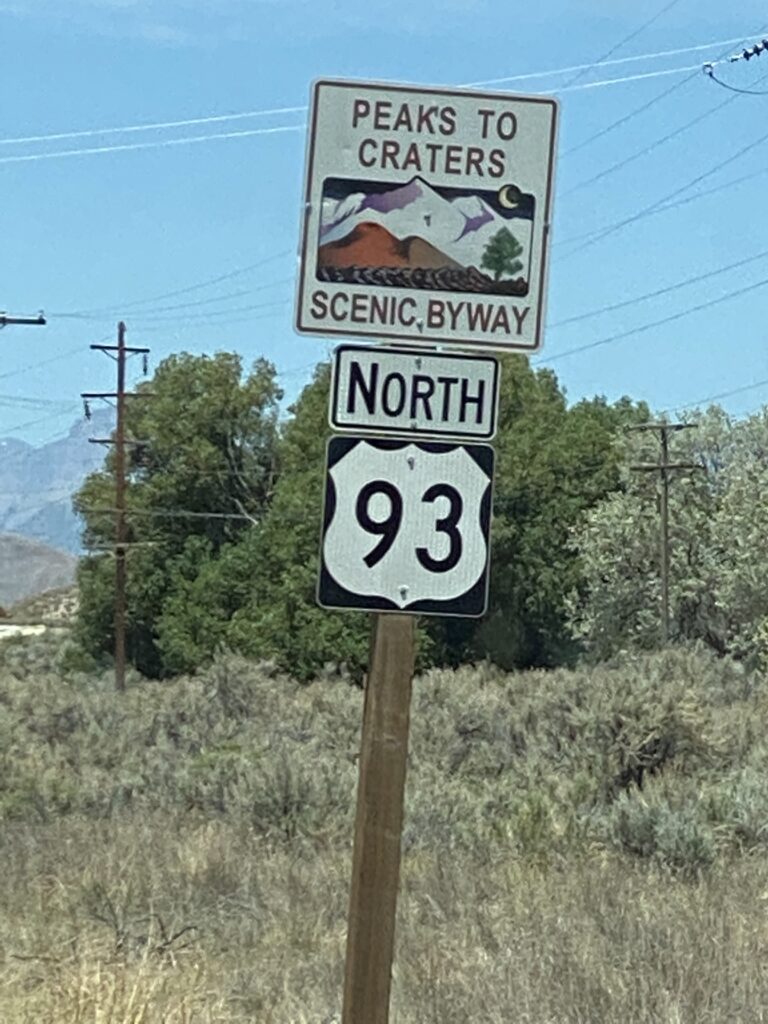 PEAKS TO
CRATERS
SCENIC BYWAY
NORTH
93